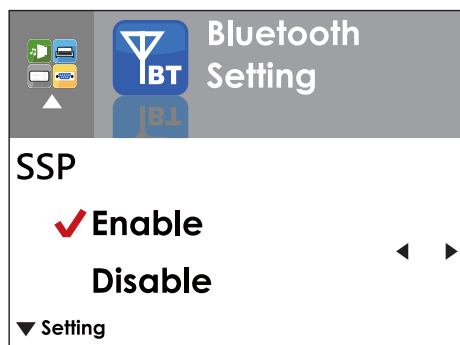 Bluetooth
Setting
BT
SSP
Enable
Disable
Setting